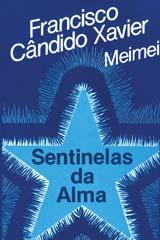 Francisco
Cândido Xavier
Meimei
Sentinelas
da
Alma